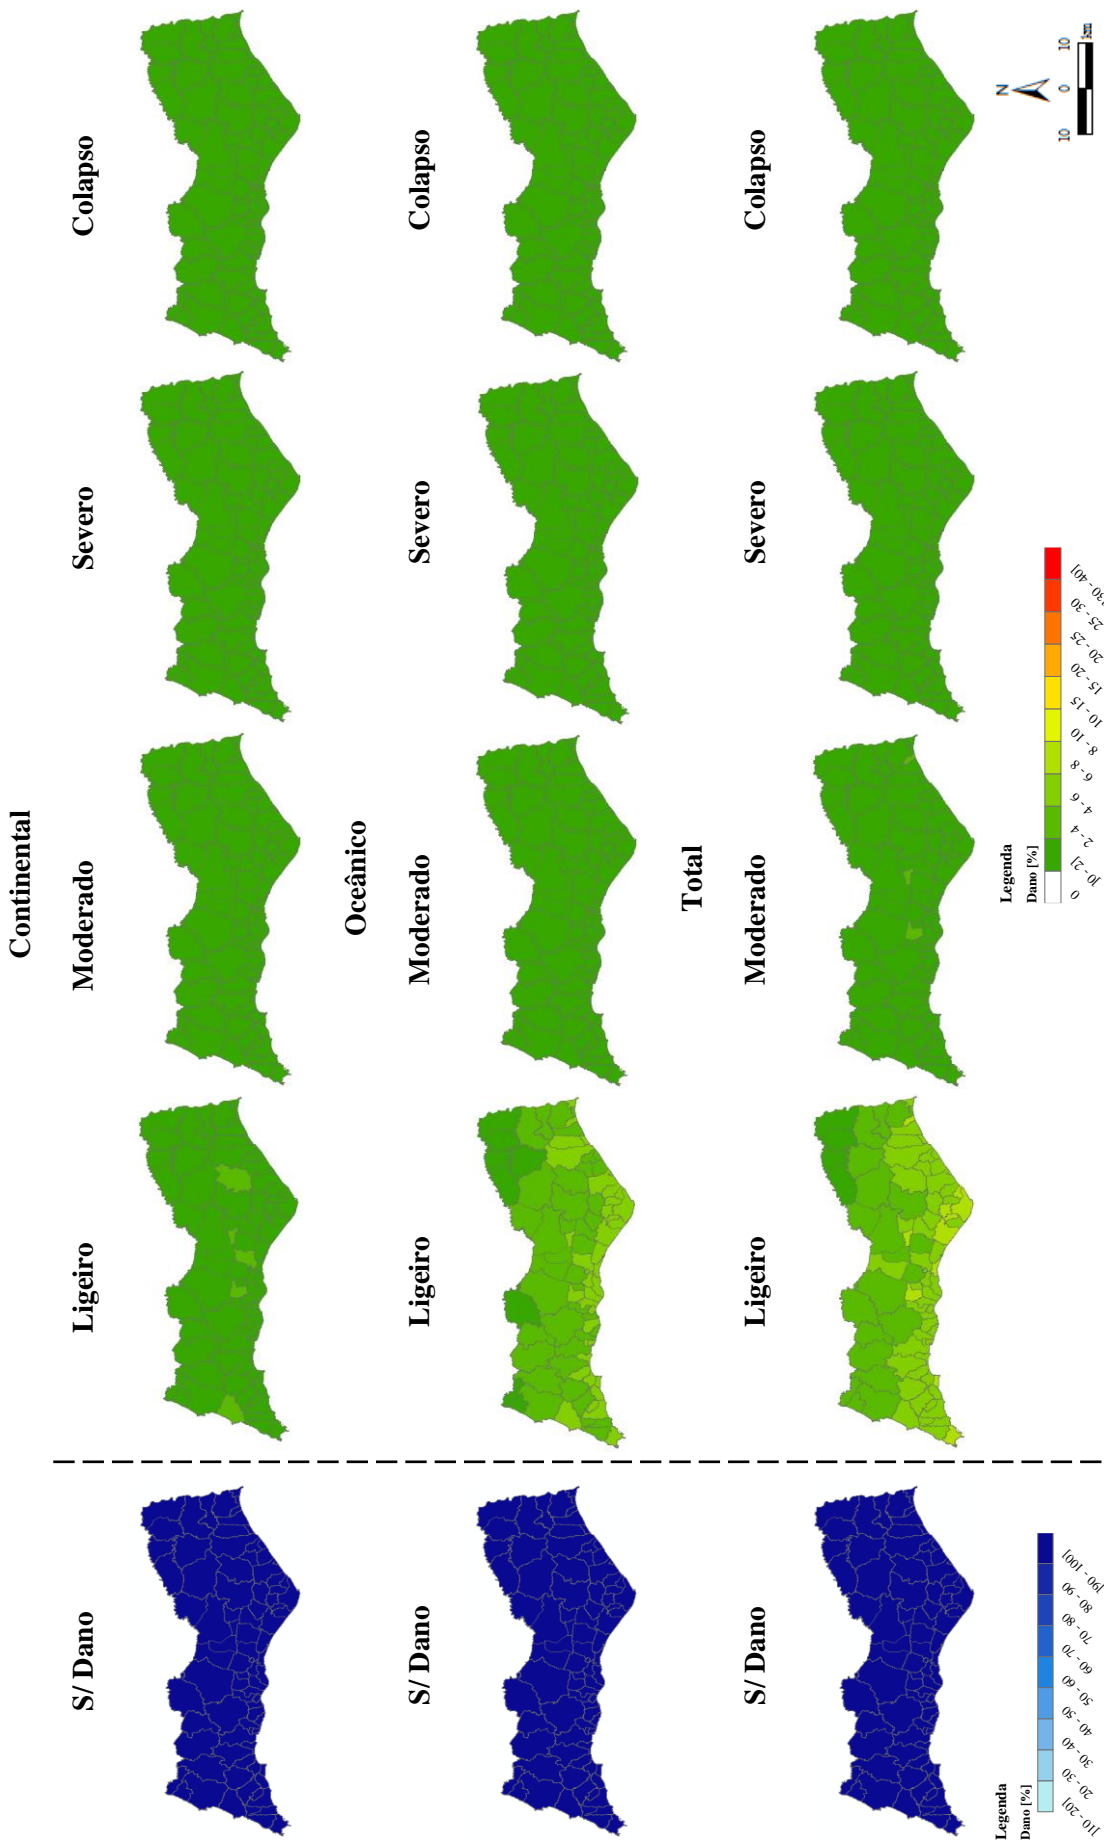 Continental
S/ Dano Ligeiro Moderado Severo Colapso
Oceânico
S/ Dano Ligeiro Moderado Severo Colapso
Total
S/ Dano Ligeiro Moderado Severo Colapso
Legenda
Dano [%]
]10 - 20] 20 - 30 30 - 40 40 - 50 50 - 60 60 - 70 70 - 80 80 - 90 ]90 - 100]
Legenda
Dano [%]
0 ]0 - 2] 2 - 4 4 - 6 6 - 8 8 - 10 10 - 15 15 - 20 20 - 25 25 - 30 ]30 - 40]
N
10 0 10
km